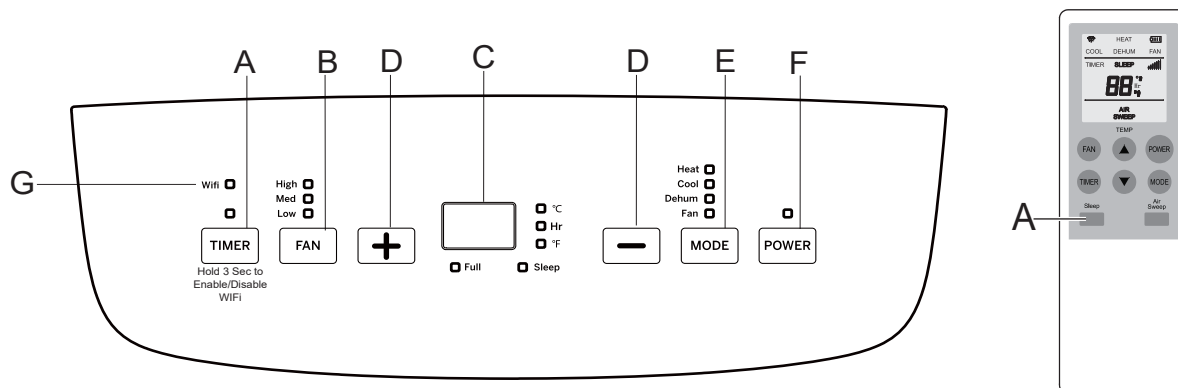 A B D C D E F
G
Wifi
High
Med
Low
TIMER
FAN
Hold 3 Sec to
Enable/Disable
WIFi
+
°C
Hr
°F
Full
Sleep
−
Heat
Cool
Dehum
Fan
MODE
POWER
HEAT
COOL DEHUM FAN
TIMER SLEEP
88 °F
Hr
AIR
SWEEP
TEMP
FAN POWER
TIMER MODE
Sleep
Air
Sweep
A